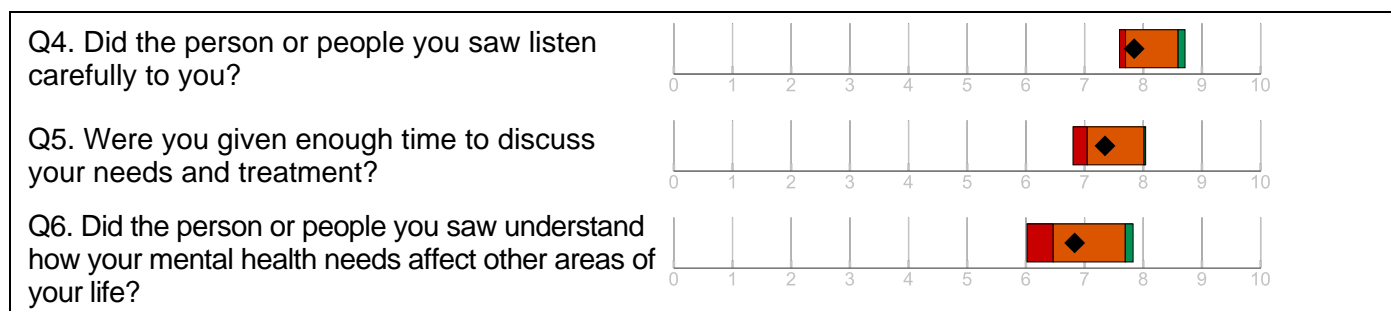 Q4. Did the person or people you saw listen
carefully to you?
0 1 2 3 4 5 6 7 8 9 10
Q5. Were you given enough time to discuss
your needs and treatment?
0 1 2 3 4 5 6 7 8 9 10
Q6. Did the person or people you saw understand
how your mental health needs affect other areas of
your life?
0 1 2 3 4 5 6 7 8 9 10